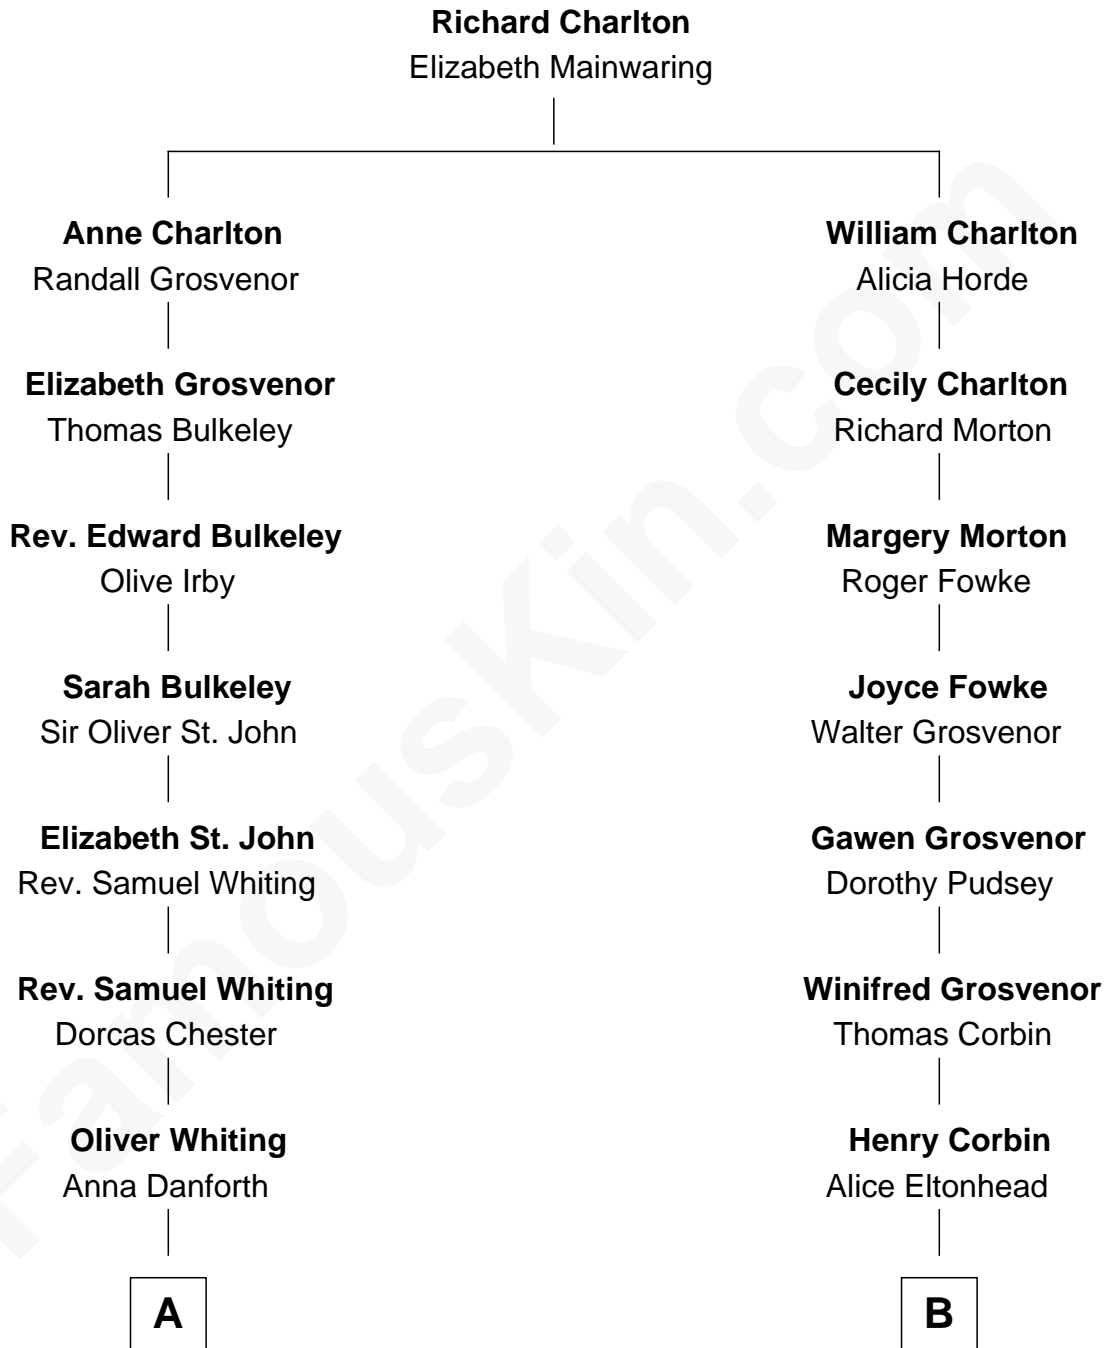 Richard Charlton
Elizabeth Mainwaring
Anne Charlton
Randall Grosvenor
William Charlton
Alicia Horde
Elizabeth Grosvenor
Thomas Bulkeley
Cecily Charlton
Richard Morton
Rev. Edward Bulkeley
Olive Irby
Margery Morton
Roger Fowke
Sarah Bulkeley
Sir Oliver St. John
Joyce Fowke
Walter Grosvenor
Elizabeth St. John
Rev. Samuel Whiting
Gawen Grosvenor
Dorothy Pudsey
Rev. Samuel Whiting
Dorcas Chester
Winifred Grosvenor
Thomas Corbin
Oliver Whiting
Anna Danforth
Henry Corbin
Alice Eltonhead
A
B
FamousKin.com